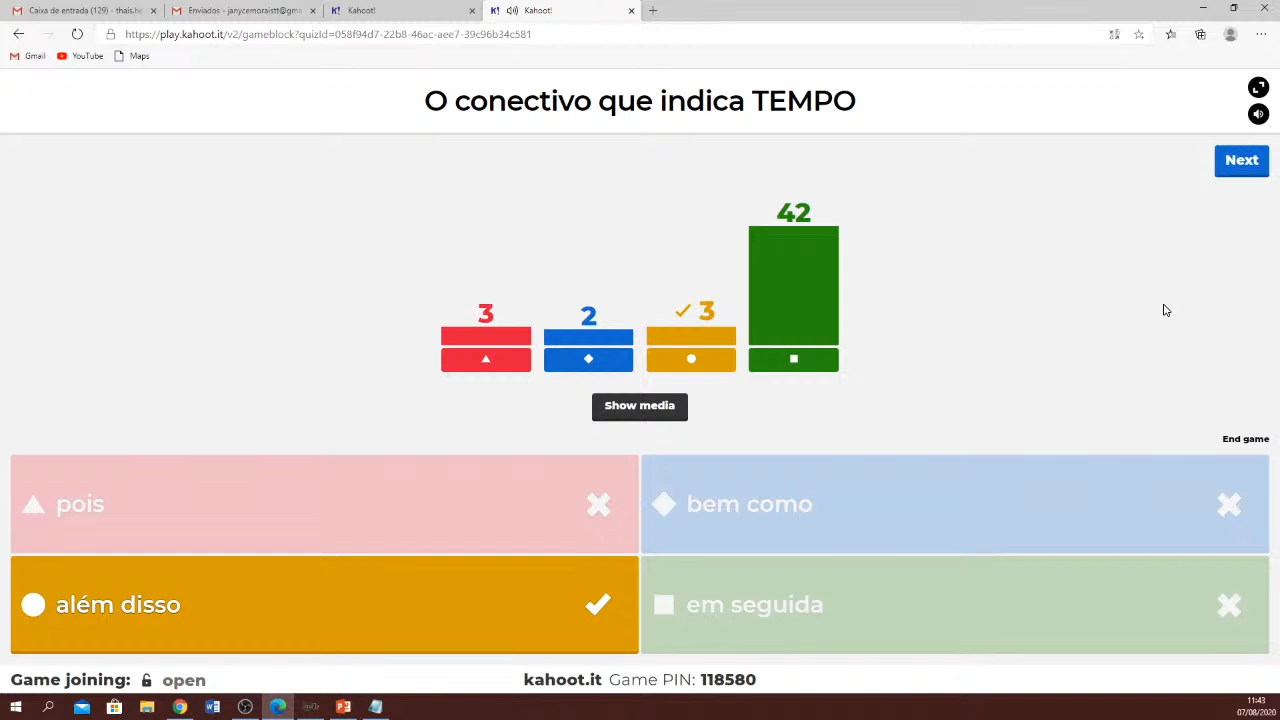 Caixa de entrada (129) - thais.hc
Enviados - janycemoraistt@gma
Kahoot!
Kahoot!
https://play.kahoot.it/v2/gameblock?quizId=058f94d7-22b8-46ac-aee7-39c96b34c581
Gmail YouTube Maps
O conectivo que indica TEMPO
Next
42
3 2 3
Show media
End game
pois
bem como
além disso
em seguida
Game joining: open
kahoot.it Game PIN: 118580
11:43
07/08/2020